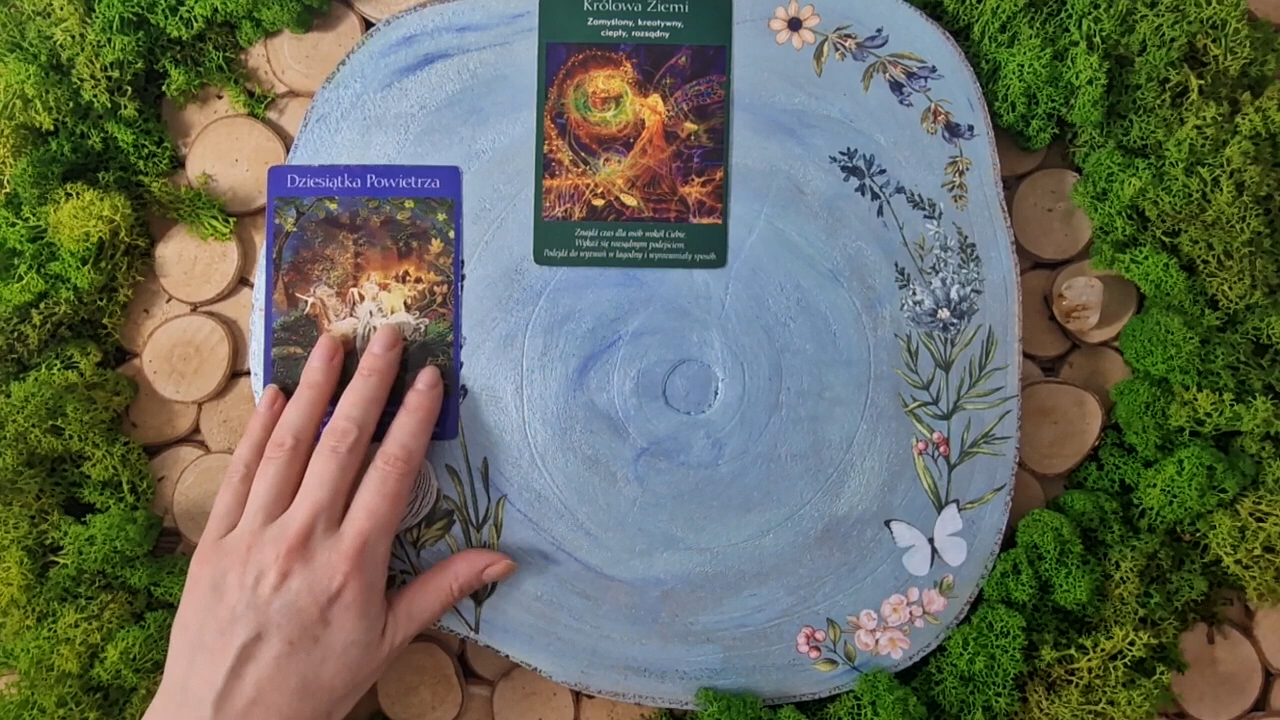 Królowa Ziemi
Zamyślony, kreatywny,
ciepły, rozsądny
Dziesiątka Powietrza
Znajdź czas dla osób wokół Ciebie.
Wykaż się rozsądnym podejściem.
Podejdź do wyzwań w łagodny i wyrozumiały sposób.